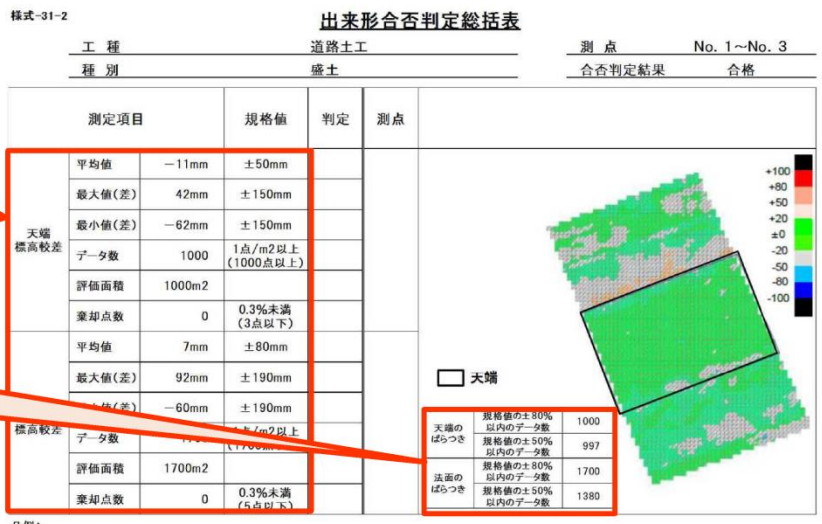 様式-31-2
出来形合否判定総括表
工 種 道路土工 測 点 No. 1～No. 3
種 別 盛土 合否判定結果 合格
測定項目 規格値 判定 測点
天端
標高較差
平均値 －11mm ±50mm
最大値(差) 42mm ±150mm
最小値(差) －62mm ±150mm
データ数 1000 1点/m2以上
(1000点以上)
評価面積 1000m2
棄却点数 0 0.3%未満
(3点以下)
標高較差
平均値 7mm ±80mm
最大値(差) 92mm ±190mm
値(差) －60mm ±190mm
データ数 /m2以上
評価面積 1700m2
棄却点数 0 0.3%未満
(5点以下)
+100
+80
+50
+20
±0
-20
-50
-80
-100
天端
天端の
ばらつき
規格値の±80%
以内のデータ数 1000
規格値の±50%
以内のデータ数 997
法面の
ばらつき
規格値の±80%
以内のデータ数 1700
規格値の±50%
以内のデータ数 1380